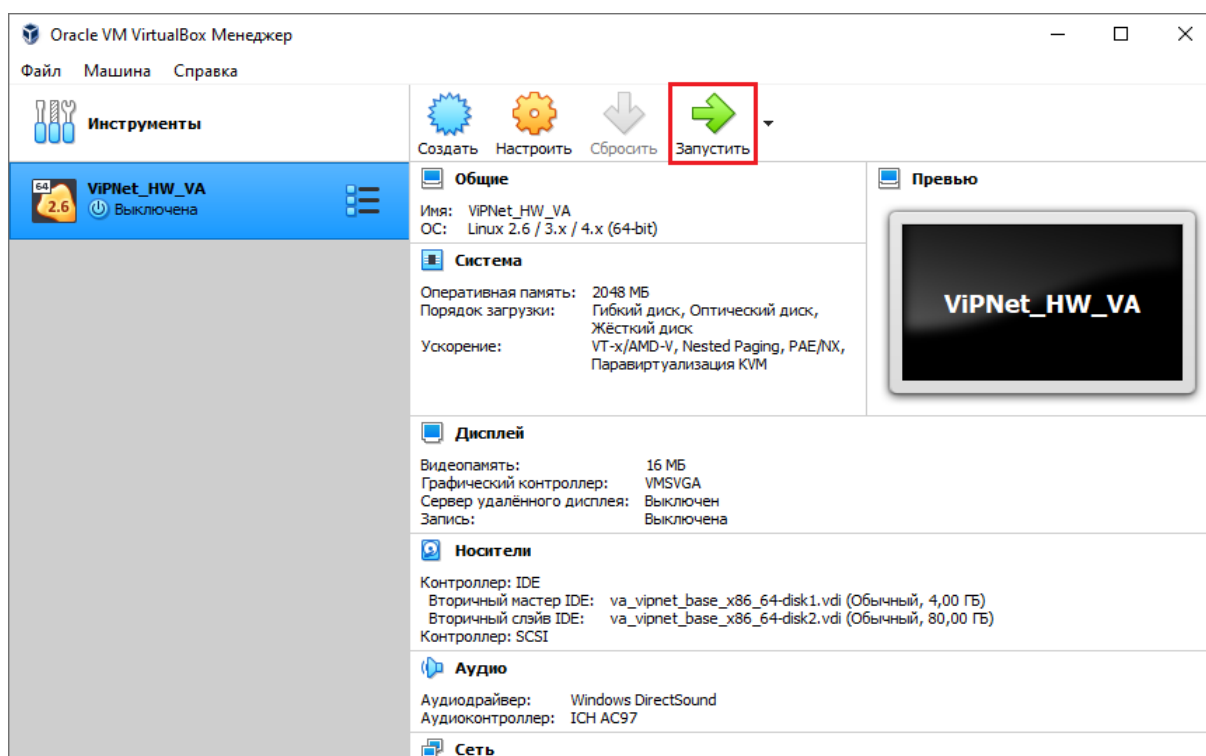 Oracle VM VirtualBox Менеджер
Файл Машина Справка
Инструменты
Создать Настроить Сбросить Запустить
64
2.6
ViPNet_HW_VA
Выключена
Общие
Имя: ViPNet_HW_VA
ОС: Linux 2.6 / 3.x / 4.x (64-bit)
Превью
ViPNet_HW_VA
Система
Оперативная память: 2048 МБ
Порядок загрузки: Гибкий диск, Оптический диск,
Жёсткий диск
Ускорение: VT-x/AMD-V, Nested Paging, PAE/NX,
Паравиртуализация KVM
Дисплей
Видеопамять: 16 МБ
Графический контроллер: VMSVGA
Сервер удалённого дисплея: Выключен
Запись: Выключена
Носители
Контроллер: IDE
Вторичный мастер IDE: va_vipnet_base_x86_64-disk1.vdi (Обычный, 4,00 ГБ)
Вторичный слэйв IDE: va_vipnet_base_x86_64-disk2.vdi (Обычный, 80,00 ГБ)
Контроллер: SCSI
Аудио
Аудиодрайвер: Windows DirectSound
Аудиоконтроллер: ICH AC97
Сеть